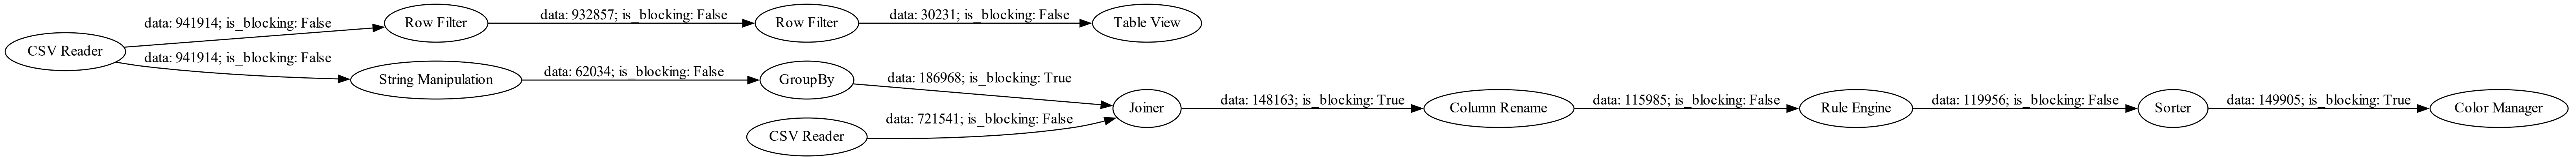 CSV Reader
data: 941914; is_blocking: False
Row Filter
data: 932857; is_blocking: False
Row Filter
data: 30231; is_blocking: False
Table View
data: 941914; is_blocking: False
String Manipulation
data: 62034; is_blocking: False
GroupBy
data: 186968; is_blocking: True
CSV Reader
data: 721541; is_blocking: False
Joiner
data: 148163; is_blocking: True
Column Rename
data: 115985; is_blocking: False
Rule Engine
data: 119956; is_blocking: False
Sorter
data: 149905; is_blocking: True
Color Manager